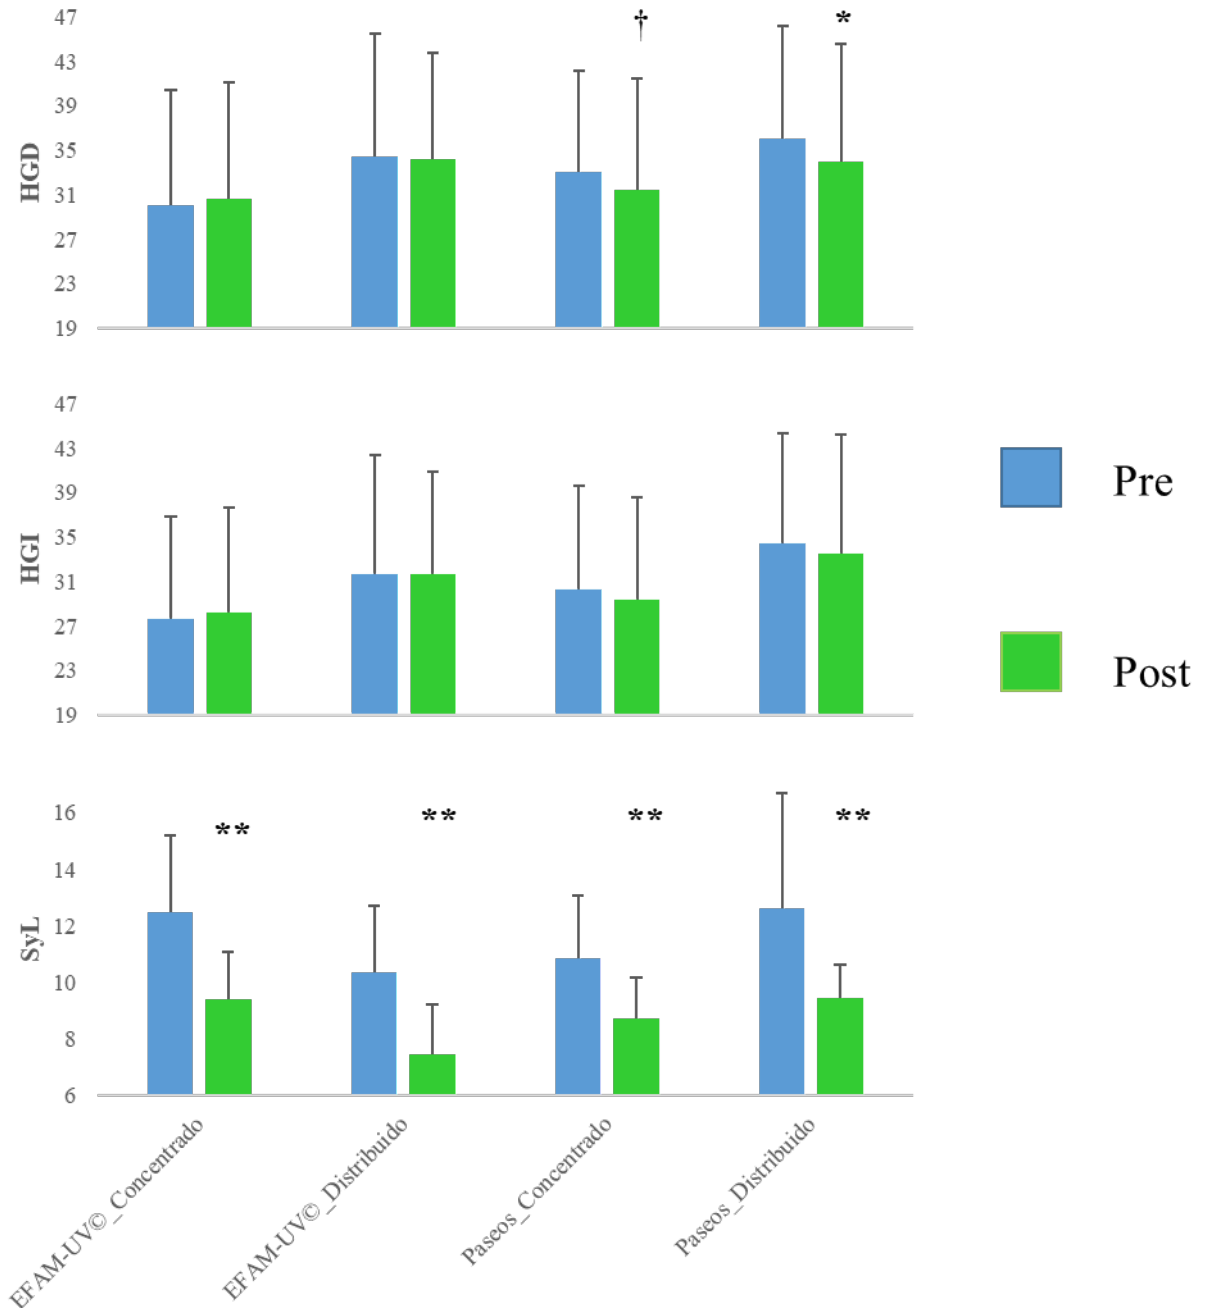 47 † *
43
39
35
31
27
23
19
HGD
47
43
39
35
31
27
23
19
HGI
Pre
Post
16 ** ** ** **
14
12
10
8
6
SyL
EFAM-UV©_Concentrado
EFAM-UV©_Distribuido
Paseos_Concentrado
Paseos_Distribuido